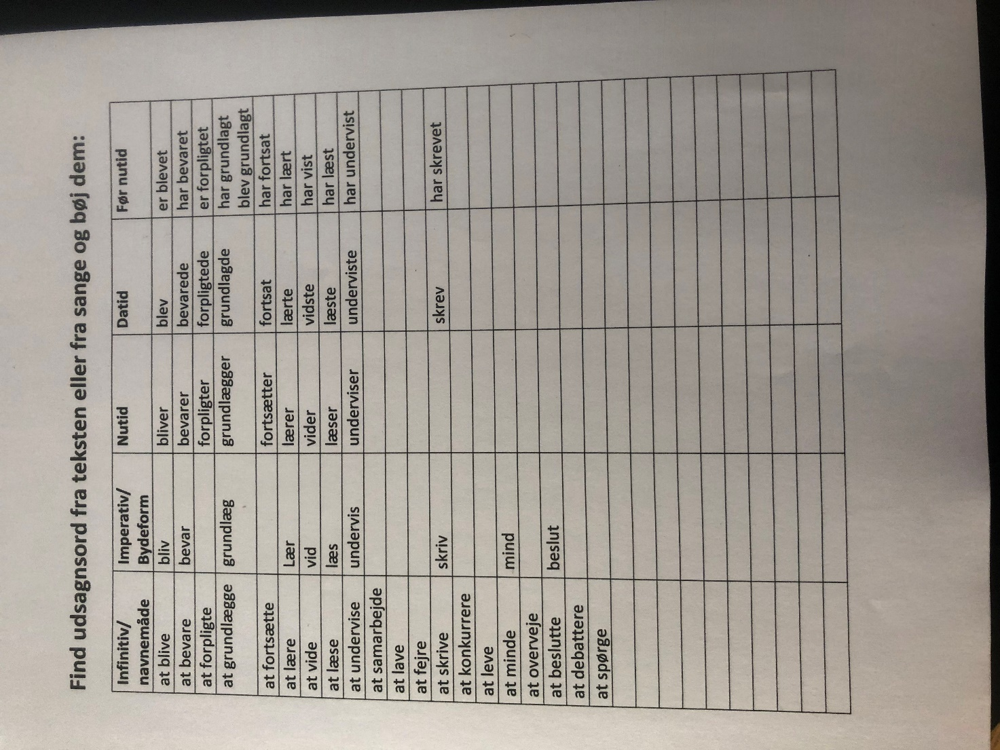 Find udsagnsord fra teksten eller fra sange og bøj dem:
Infinitiv/ navnemåde Imperativ/ Bydeform Nutid Datid Før nutid
at blive bliv bliver blev er blevet
at bevare bevar bevarer bevarede har bevaret
at forpligte forpligter forpligtede er forpligtet
at grundlægge grundlæg grundlægger grundlagde har grundlagt
blev grundlagt
at fortsætte fortsætter fortsat har fortsat
at lære Lær lærer lærte har lært
at vide vid vider vidste har vist
at læse læs læser læste har læst
at undervise undervis underviser underviste har undervist
at samarbejde
at lave
at fejre
at skrive skriv skrev har skrevet
at konkurrere
at leve
at minde mind
at overveje
at beslutte beslut
at debattere
at spørge